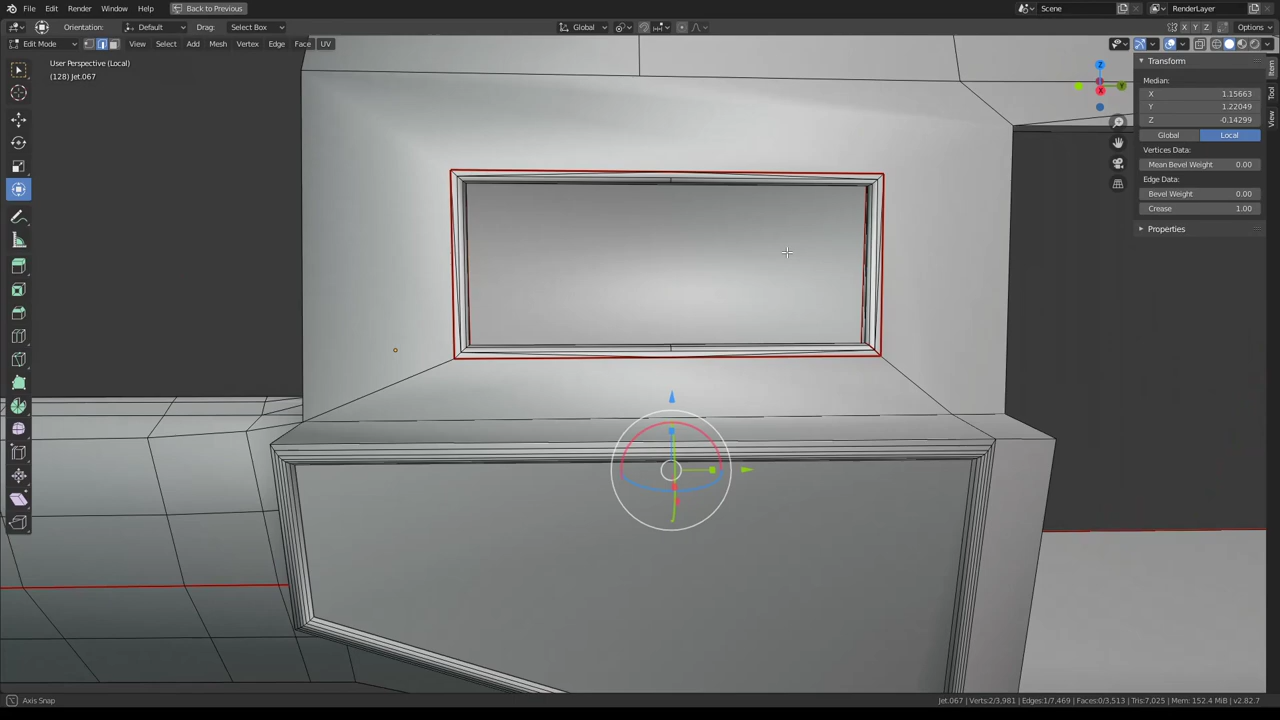 File Edit Render Window Help Back to Previous Scene RenderLayer
Orientation: Default Drag: Select Box Global X Y Z Options
Edit Mode View Select Add Mesh Vertex Edge Face UV
User Perspective (Local)
(128) Jet.067
Z
Y
X
Transform
Median:
X 1.15663
Y 1.22049
Z -0.14299
Global Local
Vertices Data:
Mean Bevel Weight 0.00
Edge Data:
Bevel Weight 0.00
Crease 1.00
Properties
Item
Tool
View
Axis Snap
Jet.067 | Verts:2/3,981 | Edges:1/7,469 | Faces:0/3,513 | Tris:7,025 | Mem: 152.4 MiB | v2.82.7